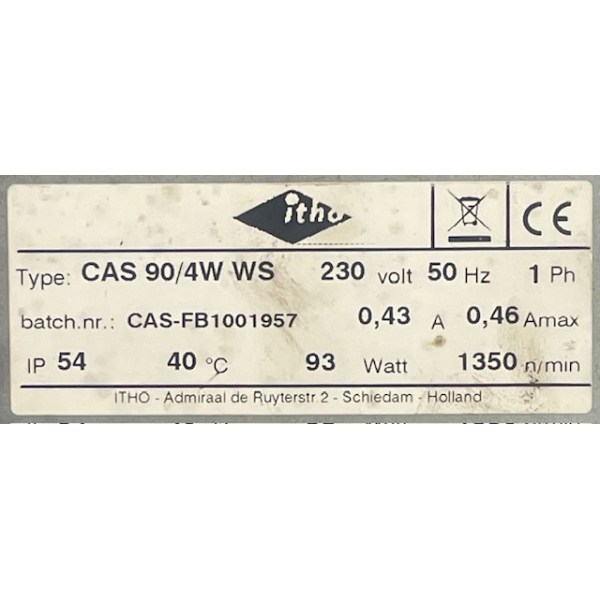 itho CE
Type: CAS 90/4W WS 230 volt 50 Hz 1 Ph
batch.nr.: CAS-FB1001957 0,43 A 0,46 Amax
IP 54 40 °C 93 Watt 1350 n/min
ITHO - Admiraal de Ruyterstr. 2 - Schiedam - Holland